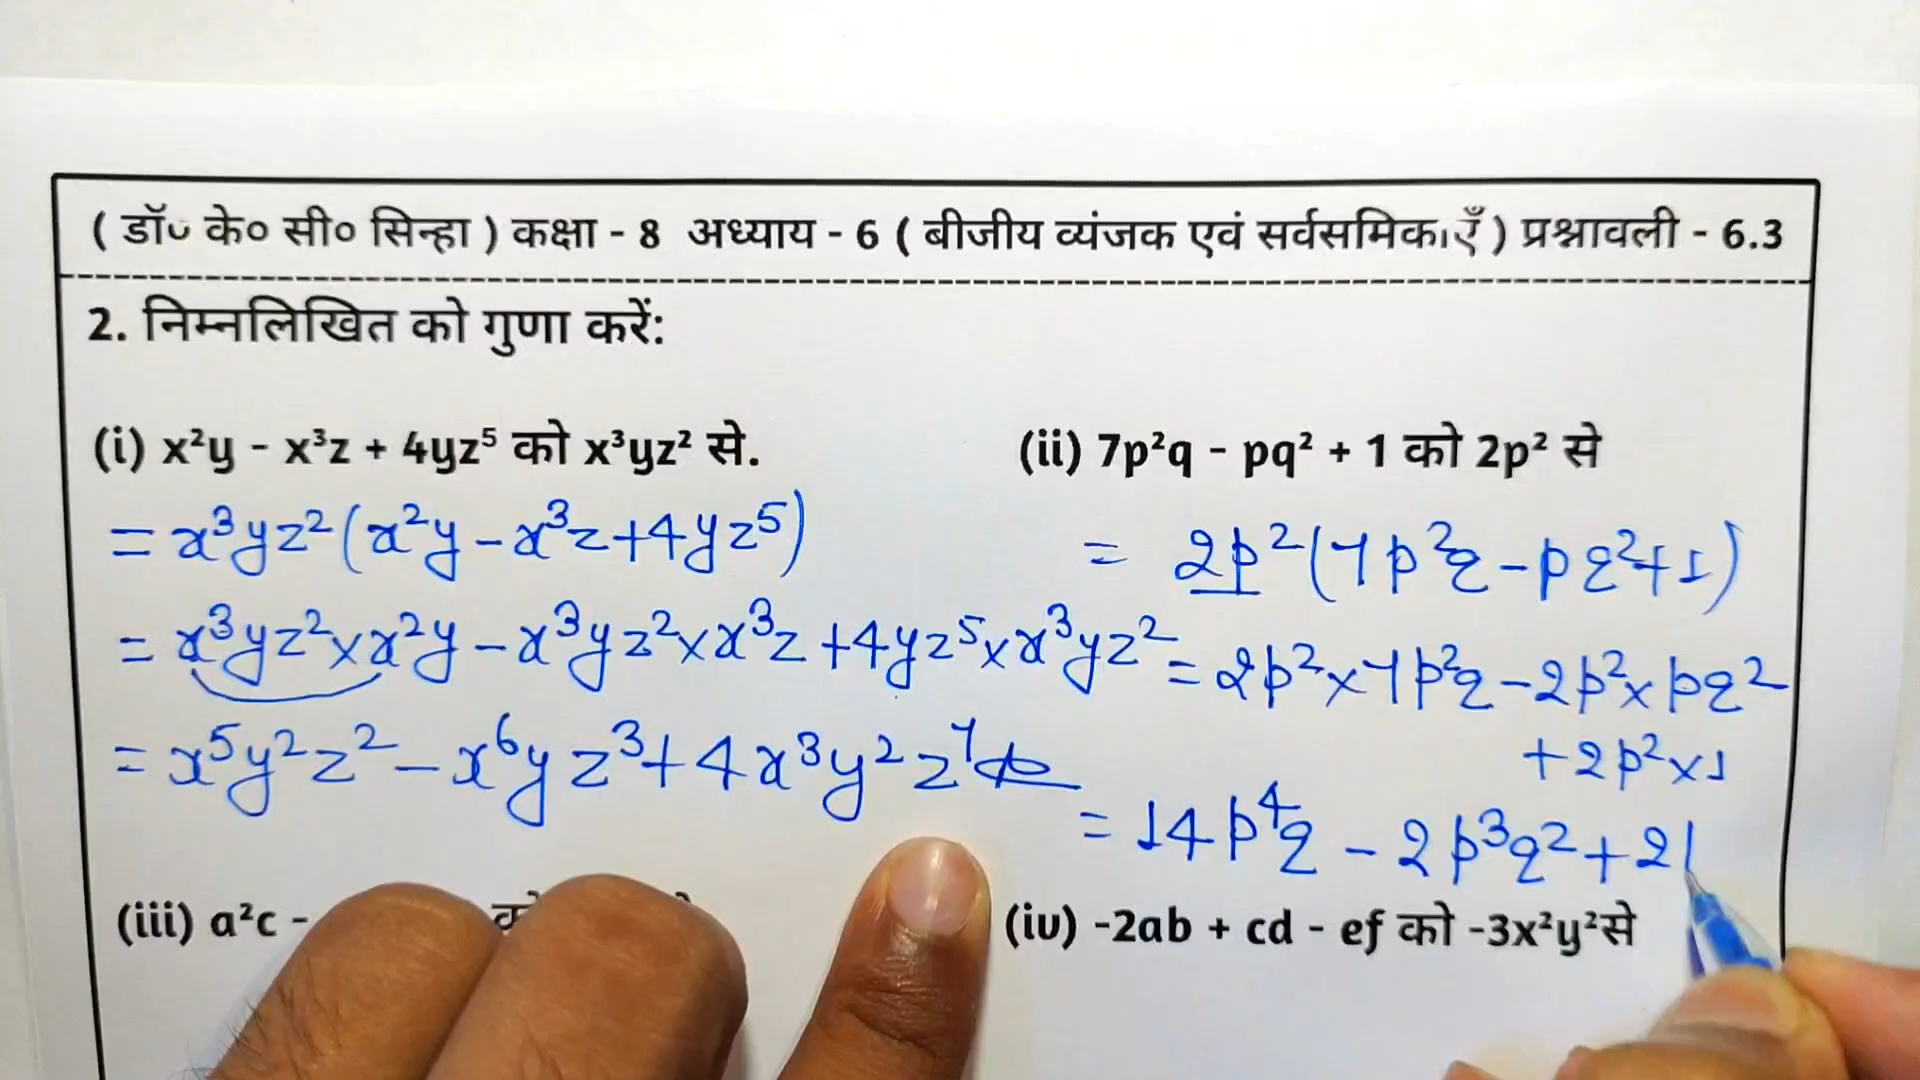 ( डॉ० के० सी० सिन्हा ) कक्षा - 8 अध्याय - 6 ( बीजीय व्यंजक एवं सर्वसमिकाएँ ) प्रश्नावली - 6.3
2. निम्नलिखित को गुणा करें:
(i) x²y - x³z + 4yz⁵ को x³yz² से.
= x³yz²(x²y - x³z + 4yz⁵)
= x³yz² × x²y - x³yz² × x³z + 4yz⁵ × x³yz²
= x⁵y²z² - x⁶yz³ + 4x³y²z⁷
(ii) 7p²q - pq² + 1 को 2p² से
= 2p²(7p²q - pq² + 1)
= 2p² × 7p²q - 2p² × pq²
+ 2p² × 1
= 14p⁴q - 2p³q² + 2
(iii) a²c -
(iv) -2ab + cd - ef को -3x²y² से